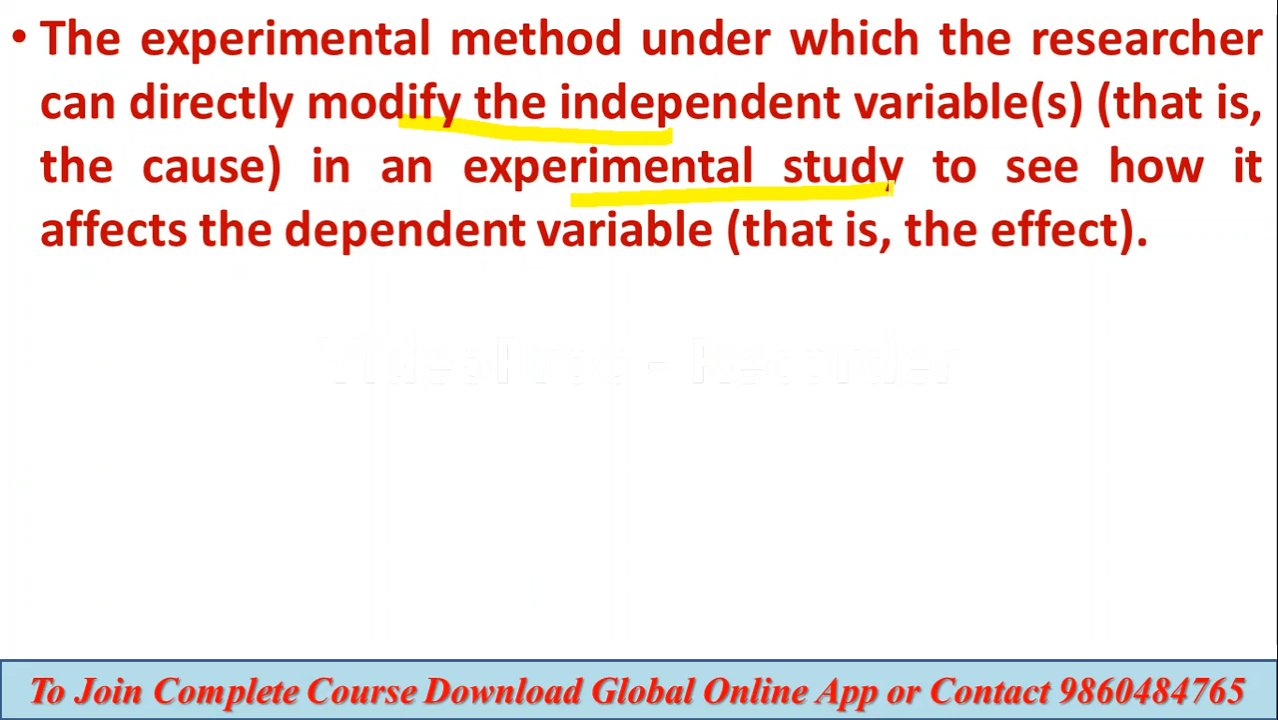 • The experimental method under which the researcher
can directly modify the independent variable(s) (that is,
the cause) in an experimental study to see how it
affects the dependent variable (that is, the effect).
VideoProc - Recorder
To Join Complete Course Download Global Online App or Contact 9860484765